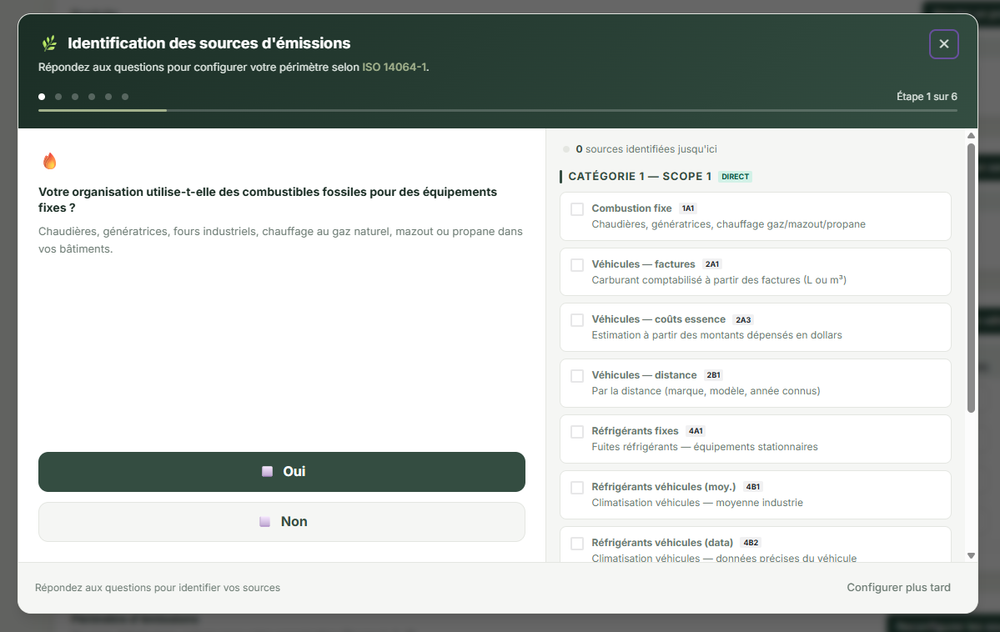 Identification des sources d'émissions
Répondez aux questions pour configurer votre périmètre selon ISO 14064-1.
Étape 1 sur 6
Votre organisation utilise-t-elle des combustibles fossiles pour des équipements
fixes ?
Chaudières, génératrices, fours industriels, chauffage au gaz naturel, mazout ou propane dans
vos bâtiments.
Oui
Non
0 sources identifiées jusqu'ici
CATÉGORIE 1 — SCOPE 1 DIRECT
Combustion fixe 1A1
Chaudières, génératrices, chauffage gaz/mazout/propane
Véhicules — factures 2A1
Carburant comptabilisé à partir des factures (L ou m³)
Véhicules — coûts essence 2A3
Estimation à partir des montants dépensés en dollars
Véhicules — distance 2B1
Par la distance (marque, modèle, année connus)
Réfrigérants fixes 4A1
Fuites réfrigérants — équipements stationnaires
Réfrigérants véhicules (moy.) 4B1
Climatisation véhicules — moyenne industrie
Réfrigérants véhicules (data) 4B2
Climatisation véhicules — données précises du véhicule
Répondez aux questions pour identifier vos sources
Configurer plus tard